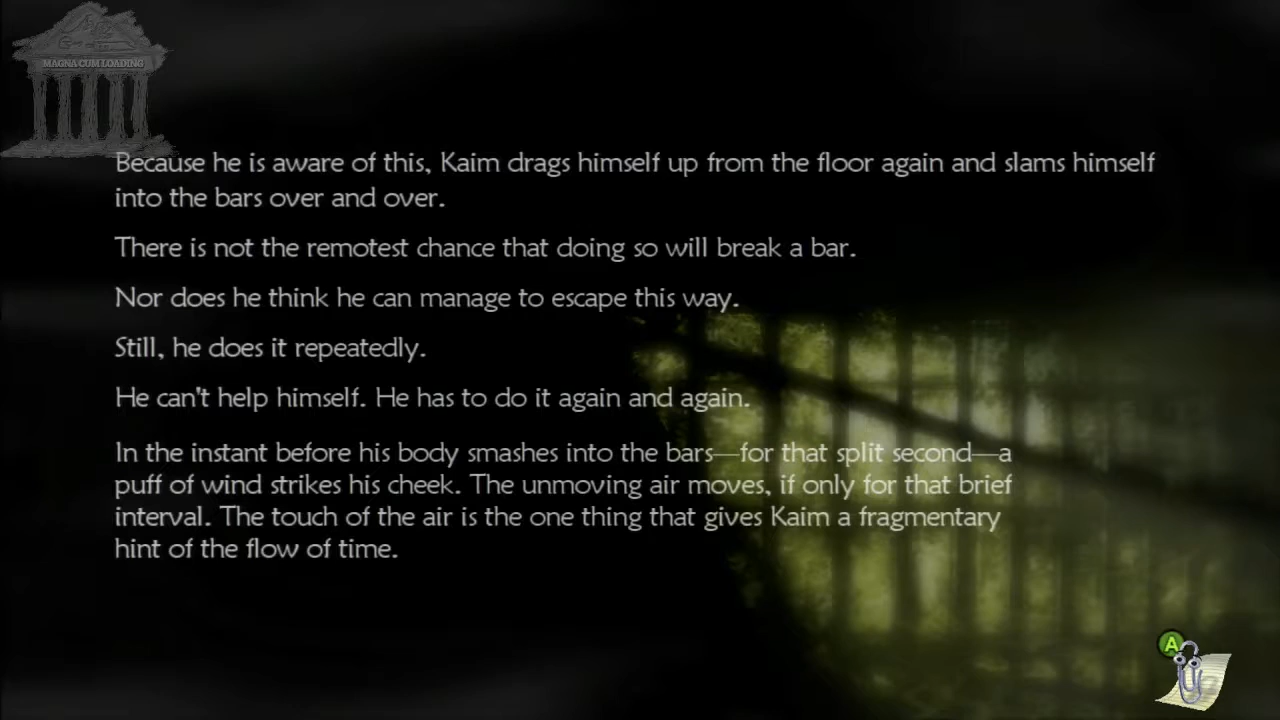 MAGNA CUM LOADING
Because he is aware of this, Kaim drags himself up from the floor again and slams himself
into the bars over and over.
There is not the remotest chance that doing so will break a bar.
Nor does he think he can manage to escape this way.
Still, he does it repeatedly.
He can't help himself. He has to do it again and again.
In the instant before his body smashes into the bars—for that split second—a
puff of wind strikes his cheek. The unmoving air moves, if only for that brief
interval. The touch of the air is the one thing that gives Kaim a fragmentary
hint of the flow of time.
A